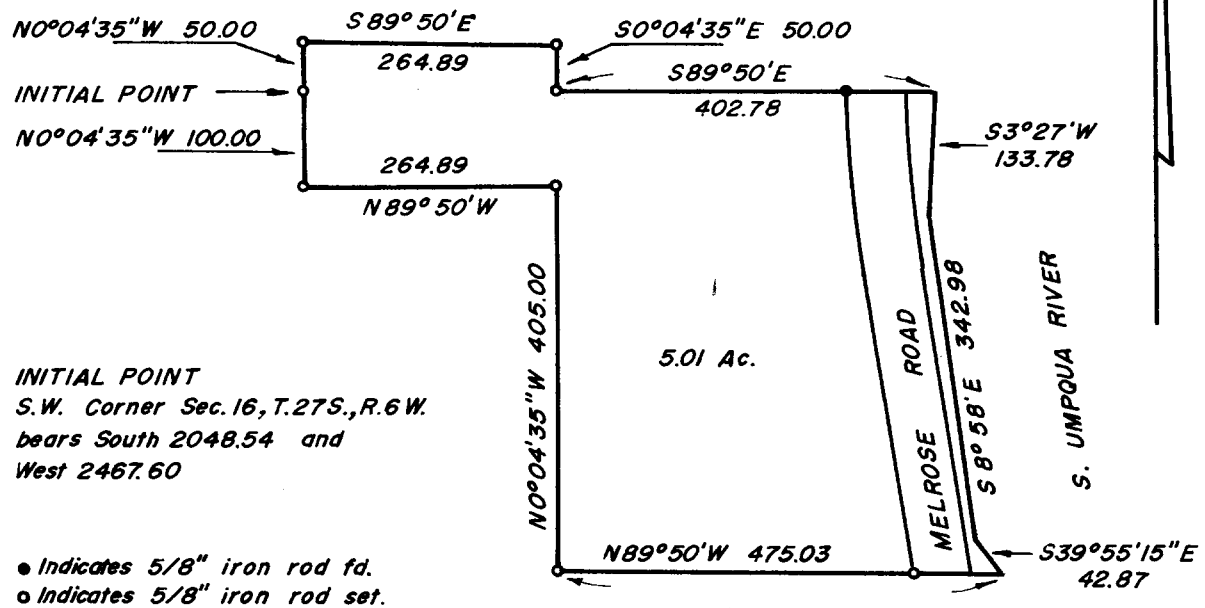 N0°04'35"W 50.00
S89°50'E
264.89
S0°04'35"E 50.00
INITIAL POINT
S89°50'E
402.78
N0°04'35"W 100.00
S3°27'W
133.78
264.89
N89°50'W
N0°04'35"W 405.00
5.01 Ac.
MELROSE ROAD
S8°58'E 342.98
S. UMPQUA RIVER
INITIAL POINT
S.W. Corner Sec. 16, T.27S., R.6W.
bears South 2048.54 and
West 2467.60
N89°50'W 475.03
S39°55'15"E
42.87
● Indicates 5/8" iron rod fd.
○ Indicates 5/8" iron rod set.